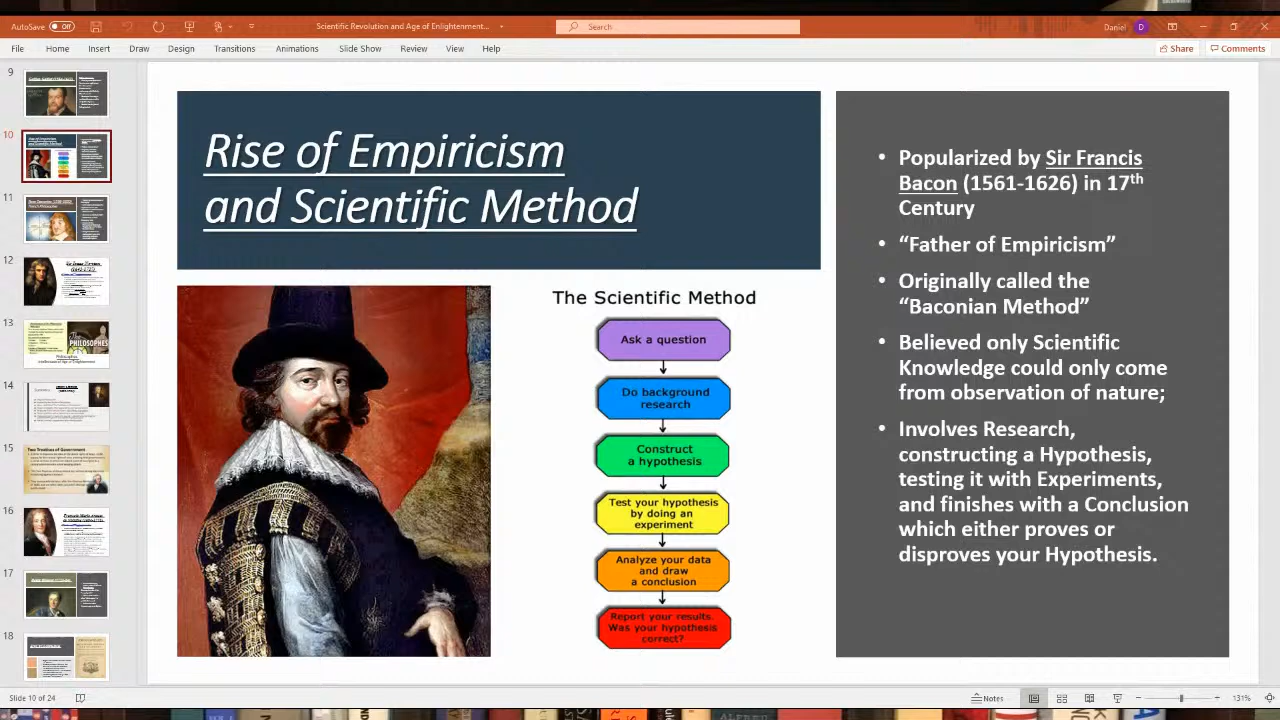 AutoSave Off
Scientific Revolution and Age of Enlightenment...
Search
Daniel D
File Home Insert Draw Design Transitions Animations Slide Show Review View Help
Share Comments
9
10
11
12
14
Two Treatises of Government
Rise of Empiricism
and Scientific Method
The Scientific Method
Ask a question
Do background
research
Construct
a hypothesis
Test your hypothesis
by doing an
experiment
Analyze your data
and draw
a conclusion
Report your results.
Was your hypothesis
correct?
• Popularized by Sir Francis
Bacon (1561-1626) in 17th
Century
• “Father of Empiricism”
• Originally called the
“Baconian Method”
• Believed only Scientific
Knowledge could only come
from observation of nature;
• Involves Research,
constructing a Hypothesis,
testing it with Experiments,
and finishes with a Conclusion
which either proves or
disproves your Hypothesis.
Slide 10 of 24
Notes
131%